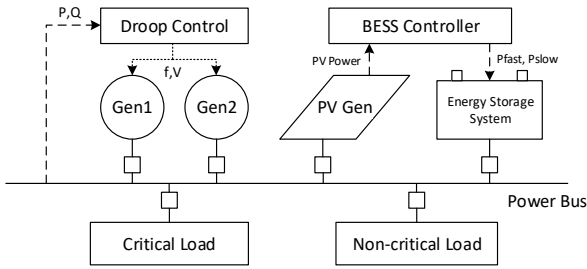 P,Q
Droop Control
BESS Controller
f,V
PV Power
Pfast, Pslow
Gen1
Gen2
PV Gen
Energy Storage
System
Power Bus
Critical Load
Non-critical Load